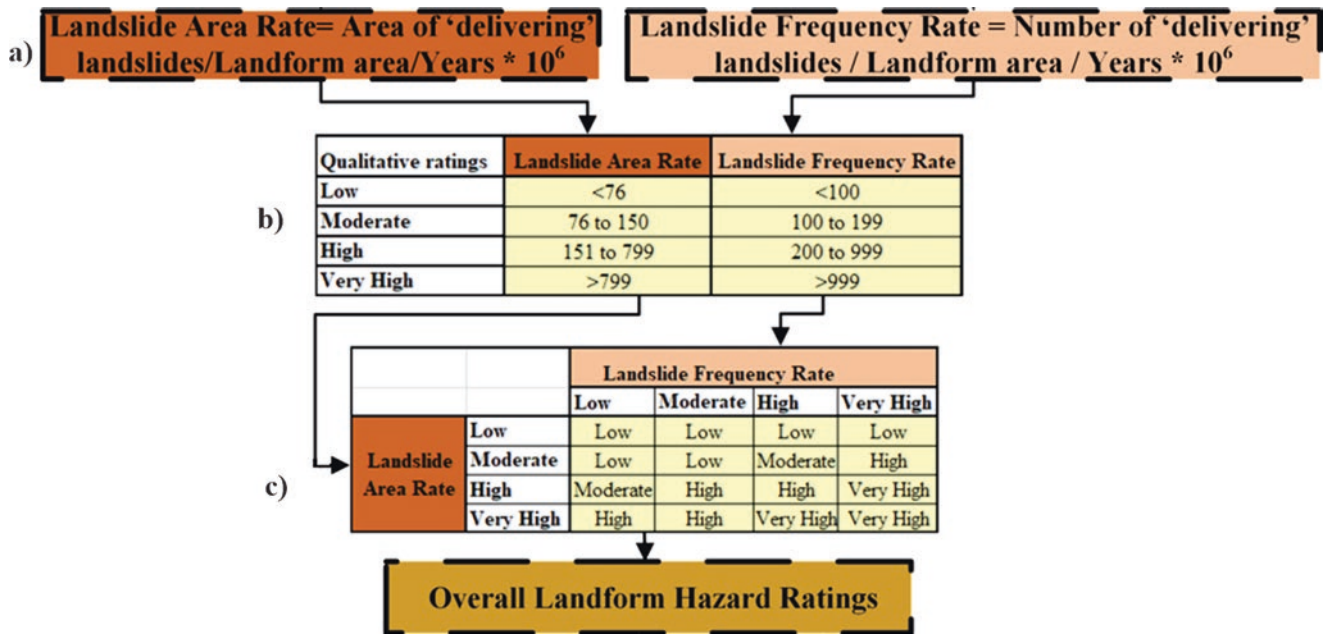 a)
Landslide Area Rate= Area of ‘delivering’
landslides/Landform area/Years * 10⁶
Landslide Frequency Rate = Number of ‘delivering’
landslides / Landform area / Years * 10⁶
b)
Qualitative ratings Landslide Area Rate Landslide Frequency Rate
Low <76 <100
Moderate 76 to 150 100 to 199
High 151 to 799 200 to 999
Very High >799 >999
c)
Landslide Frequency Rate
Low Moderate High Very High
Landslide
Area Rate
Low Low Low Low Low
Moderate Low Low Moderate High
High Moderate High High Very High
Very High High High Very High Very High
Overall Landform Hazard Ratings